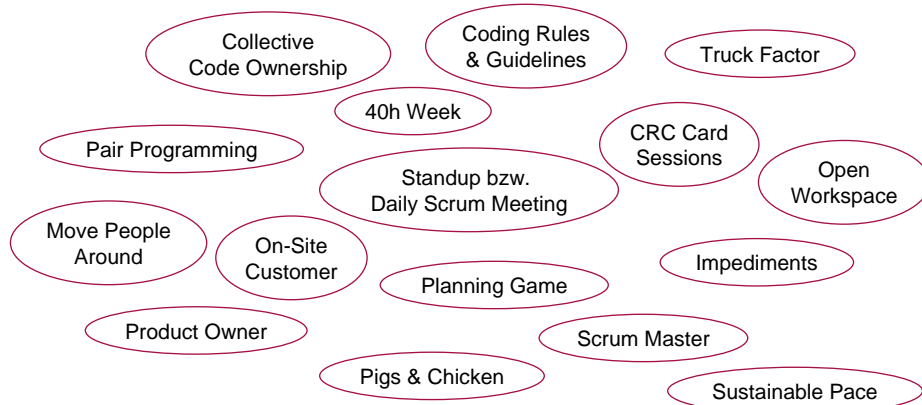 Collective
Code Ownership
Coding Rules
& Guidelines
Truck Factor
40h Week
Pair Programming
CRC Card
Sessions
Standup bzw.
Daily Scrum Meeting
Open
Workspace
Move People
Around
On-Site
Customer
Impediments
Planning Game
Product Owner
Scrum Master
Pigs & Chicken
Sustainable Pace